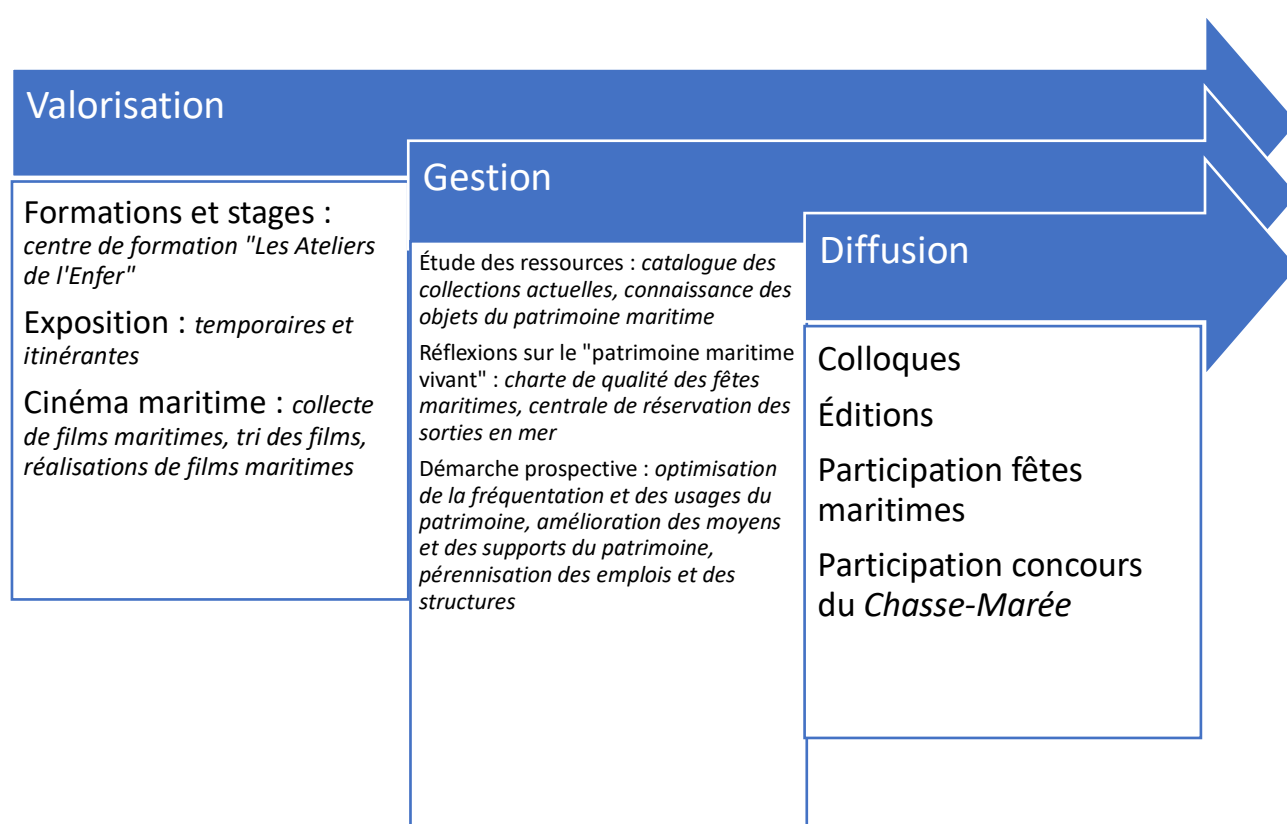 Valorisation
Formations et stages :
centre de formation "Les Ateliers
de l'Enfer"
Exposition : temporaires et
itinérantes
Cinéma maritime : collecte
de films maritimes, tri des films,
réalisations de films maritimes
Gestion
Étude des ressources : catalogue des
collections actuelles, connaissance des
objets du patrimoine maritime
Réflexions sur le "patrimoine maritime
vivant" : charte de qualité des fêtes
maritimes, centrale de réservation des
sorties en mer
Démarche prospective : optimisation
de la fréquentation et des usages du
patrimoine, amélioration des moyens
et des supports du patrimoine,
pérennisation des emplois et des
structures
Diffusion
Colloques
Éditions
Participation fêtes
maritimes
Participation concours
du Chasse-Marée